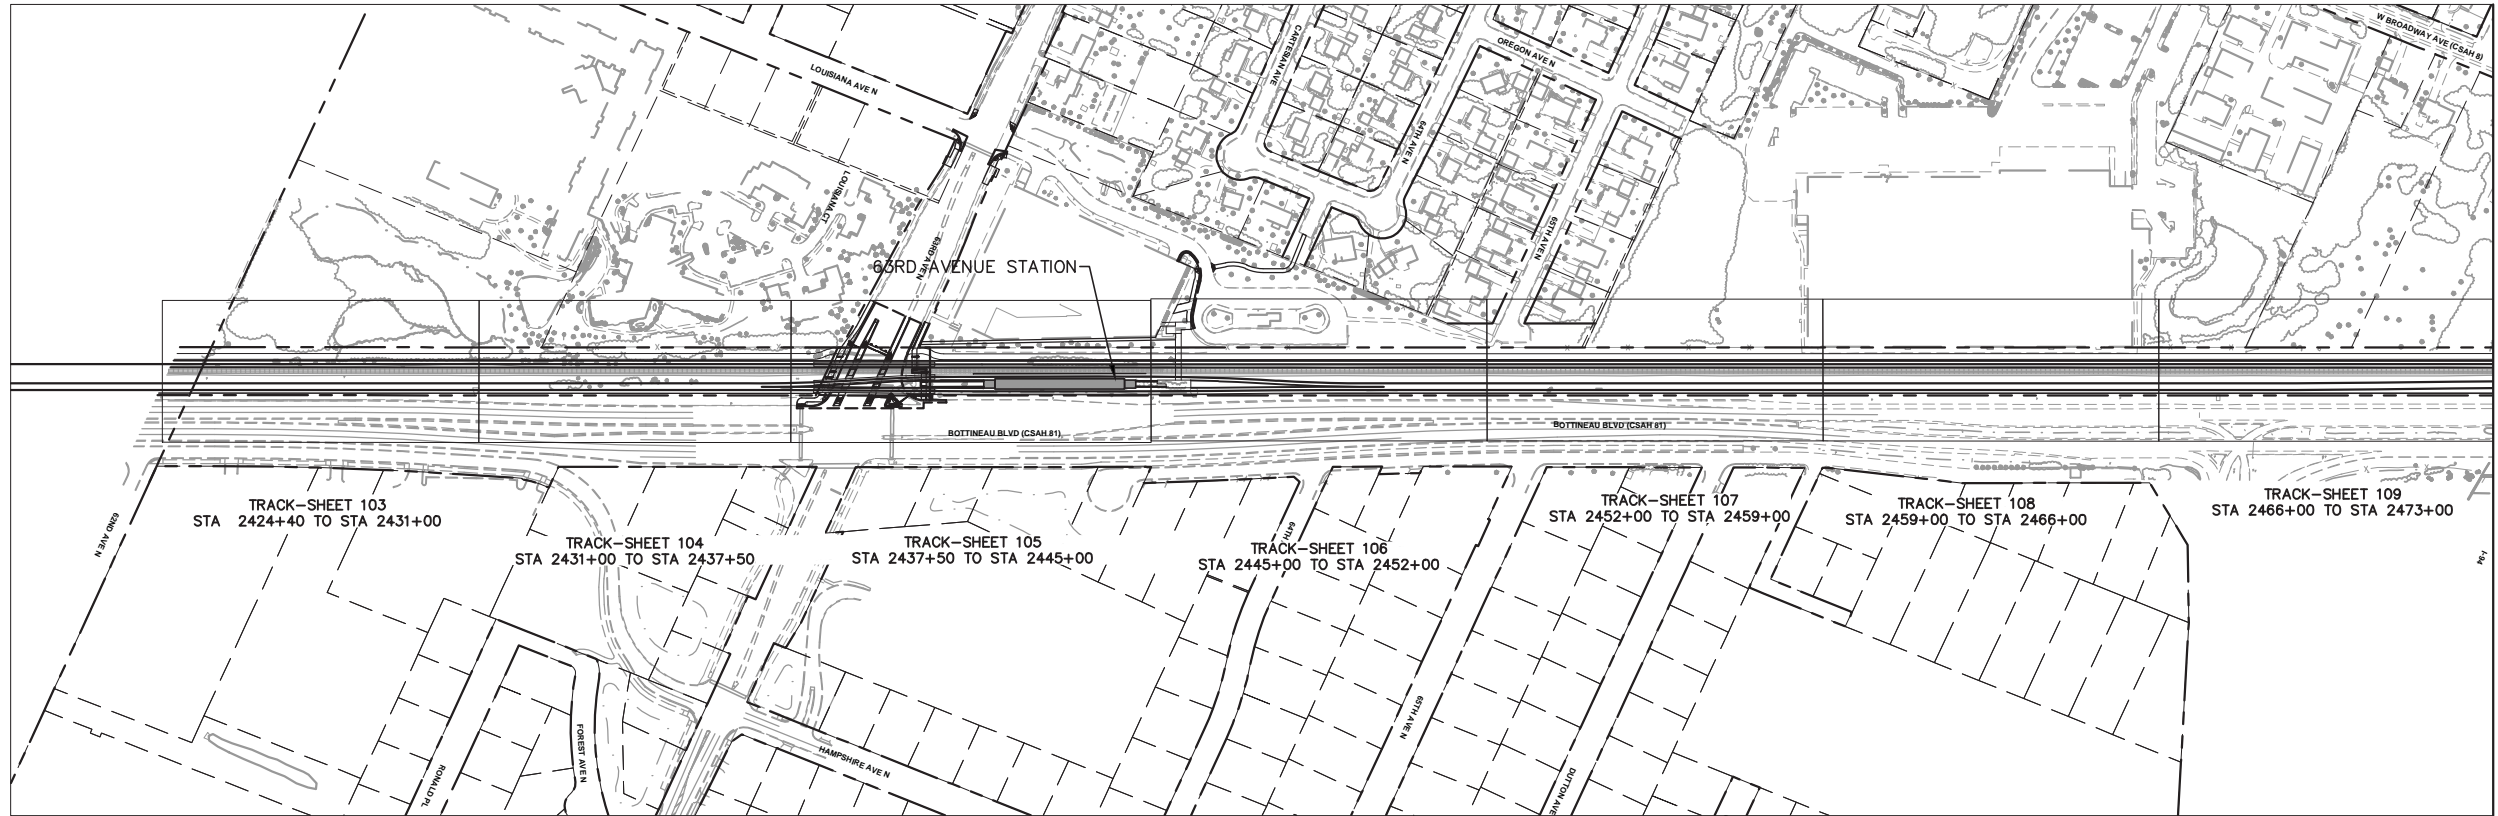 W BROADWAY AVE (CSAH 8)
OREGON AVE N
CARTESIAN AVE
LOUISIANA AVE N
64TH AVE N
LOUISIANA CT
65TH AVE N
63RD AVE N
63RD AVENUE STATION
BOTTINEAU BLVD (CSAH 81)
BOTTINEAU BLVD (CSAH 81)
TRACK-SHEET 103
STA 2424+40 TO STA 2431+00
TRACK-SHEET 104
STA 2431+00 TO STA 2437+50
TRACK-SHEET 105
STA 2437+50 TO STA 2445+00
TRACK-SHEET 106
STA 2445+00 TO STA 2452+00
TRACK-SHEET 107
STA 2452+00 TO STA 2459+00
TRACK-SHEET 108
STA 2459+00 TO STA 2466+00
TRACK-SHEET 109
STA 2466+00 TO STA 2473+00
62ND AVE N
64TH
I-94
65TH AVE N
FOREST AVE N
HAMPSHIRE AVE N
RONALD PL
DUTTON AVE